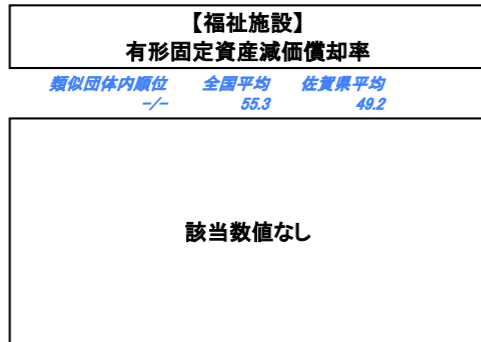 【福祉施設】
有形固定資産減価償却率
類似団体内順位 全国平均 佐賀県平均
-/- 55.3 49.2
該当数値なし